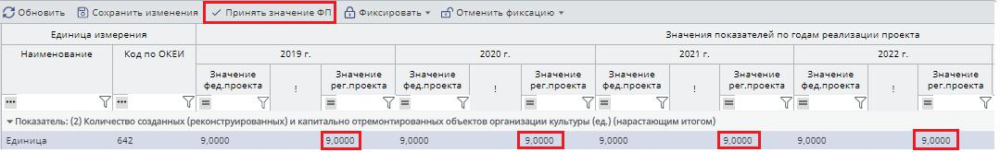 Обновить Сохранить изменения Принять значение ФП Фиксировать Отменить фиксацию
Единица измерения Значения показателей по годам реализации проекта
Наименование Код по ОКЕИ 2019 г. 2020 г. 2021 г. 2022 г.
Значение фед.проекта ! Значение рег.проекта Значение фед.проекта ! Значение рег.проекта Значение фед.проекта ! Значение рег.проекта Значение фед.проекта ! Значение рег.проекта
Показатель: (2) Количество созданных (реконструированных) и капитально отремонтированных объектов организации культуры (ед.) (нарастающим итогом)
Единица 642 9,0000 9,0000 9,0000 9,0000 9,0000 9,0000 9,0000 9,0000